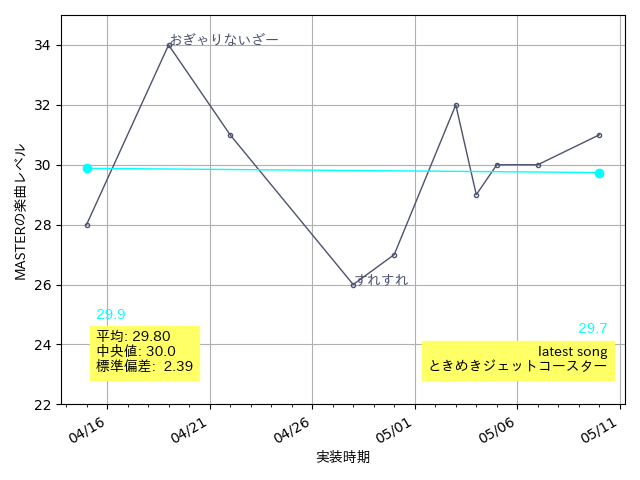 34
32
30
28
26
24
22
MASTERの楽曲レベル
おぎゃりないざー
すれすれ
29.9
平均: 29.80
中央値: 30.0
標準偏差: 2.39
29.7
latest song
ときめきジェットコースター
04/16
04/21
04/26
05/01
05/06
05/11
実装時期